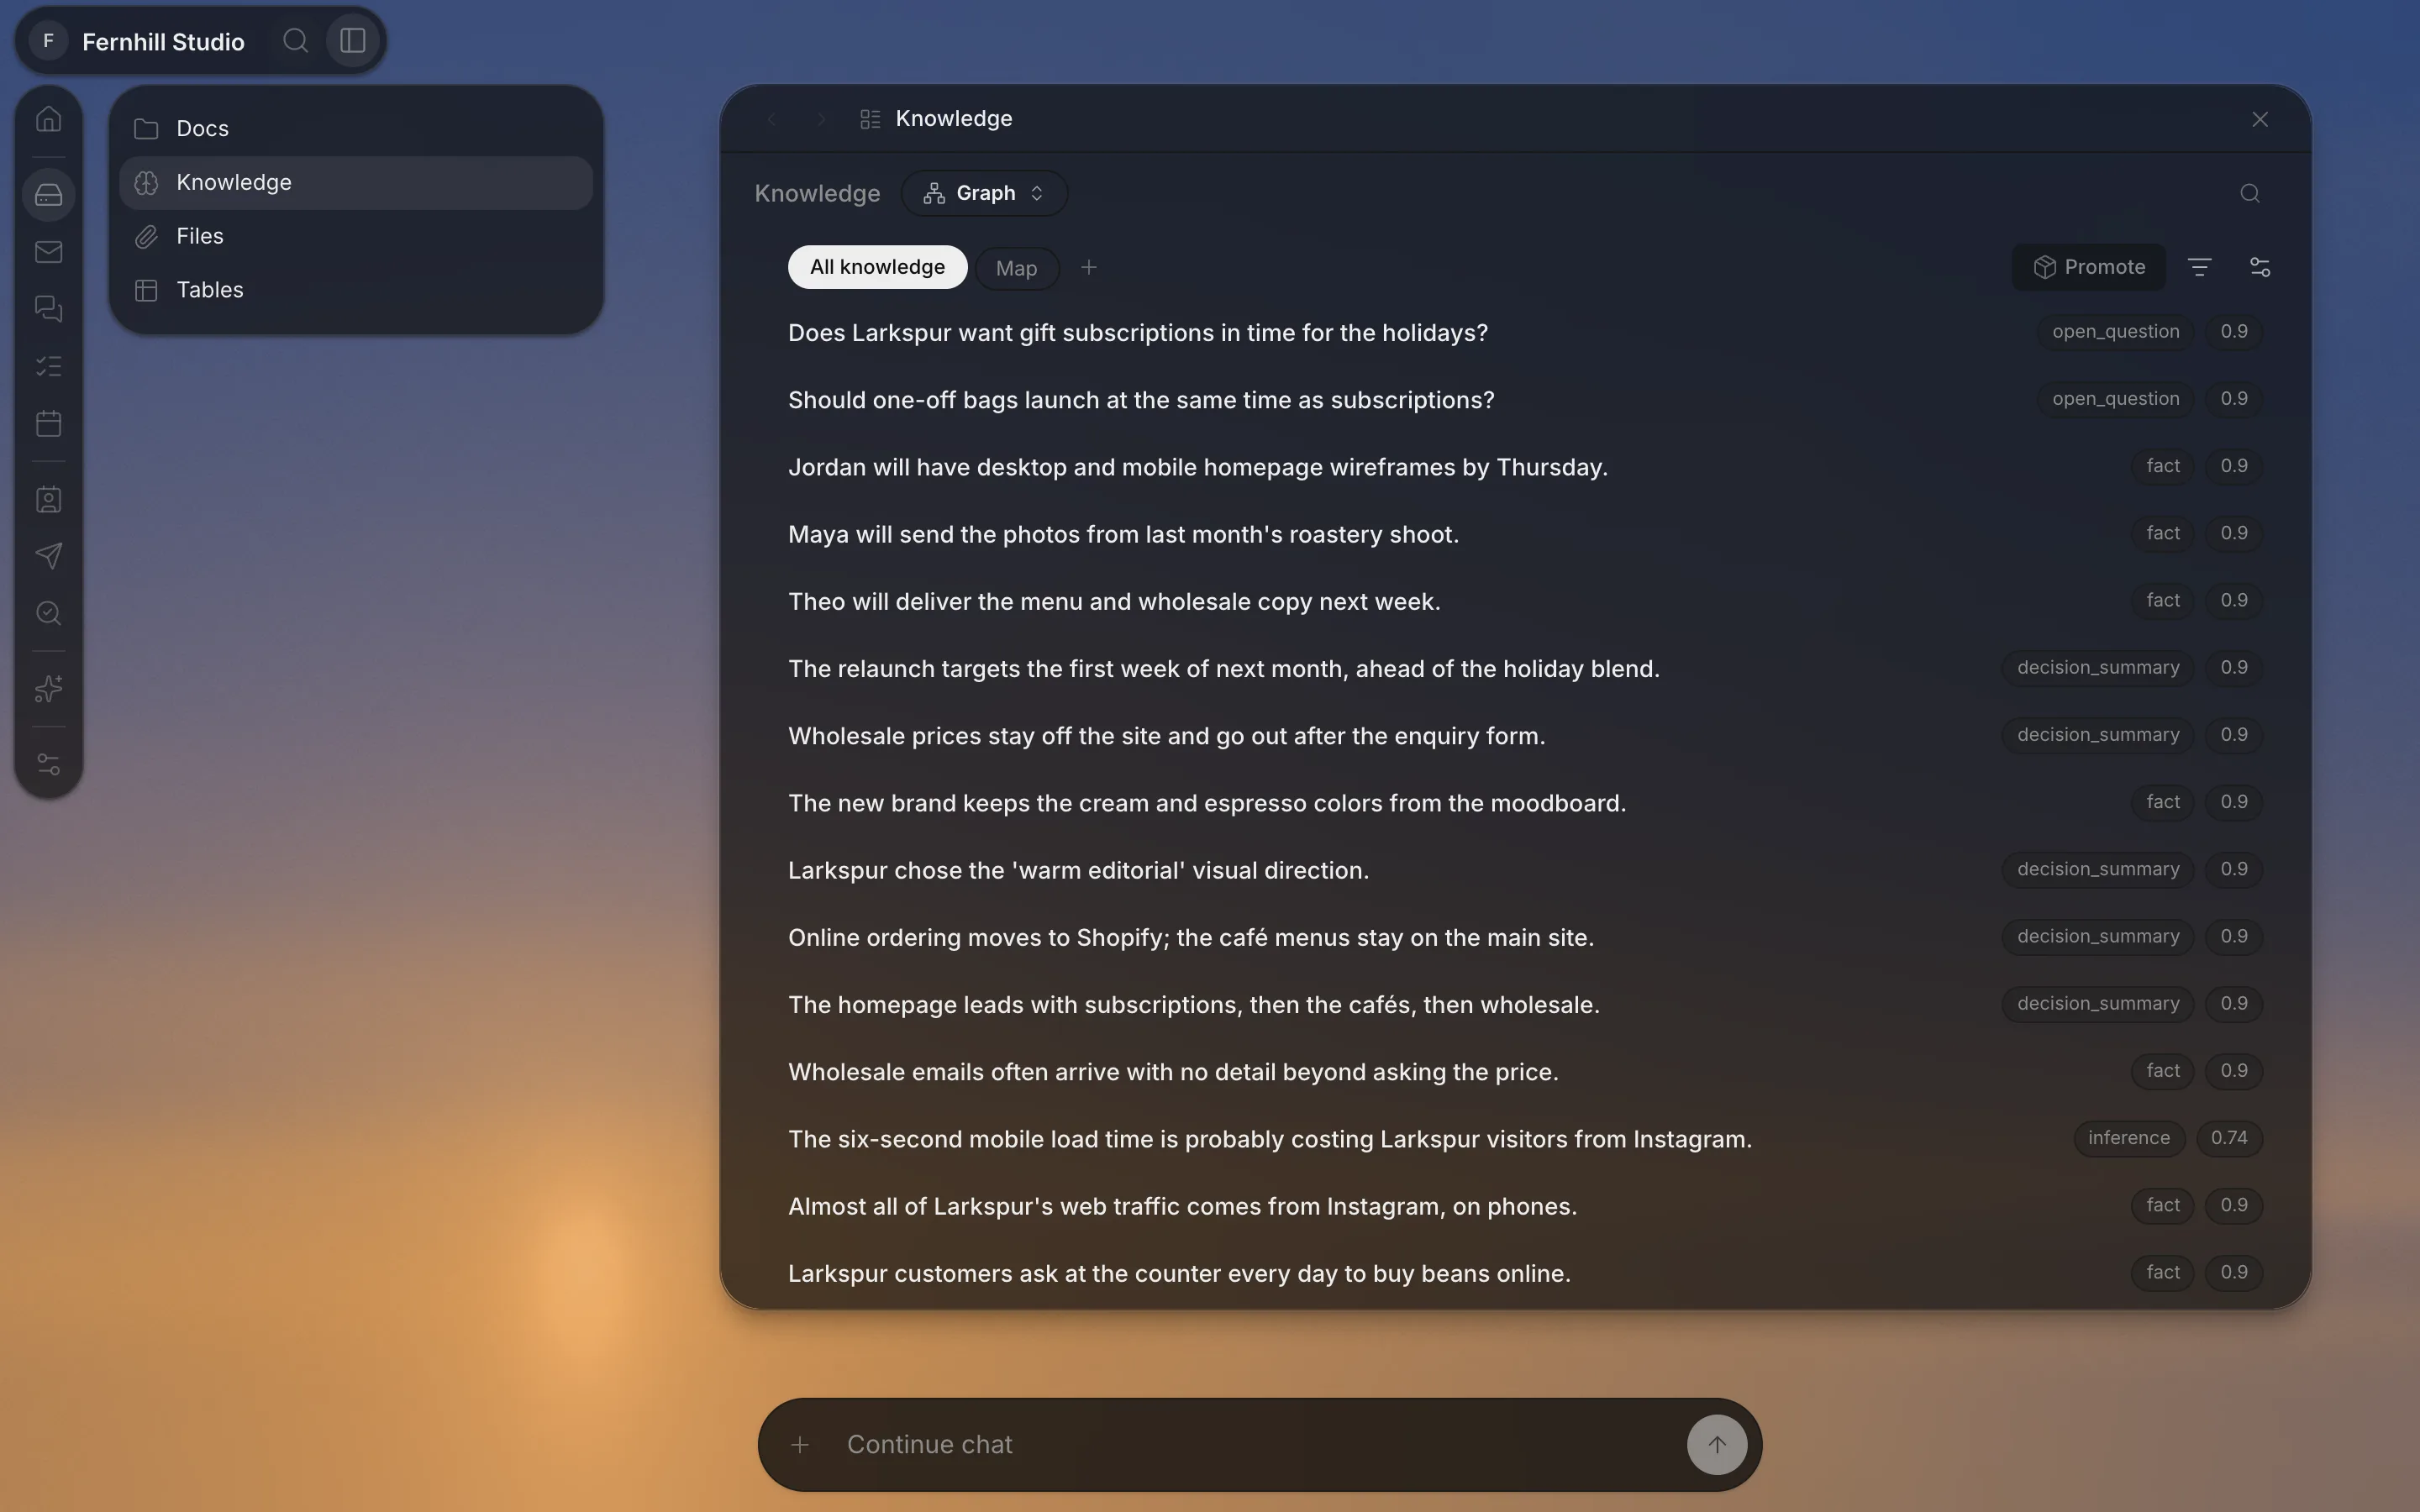 F Fernhill Studio
Docs
Knowledge
Files
Tables
Knowledge
Knowledge Graph
All knowledge Map Promote
Does Larkspur want gift subscriptions in time for the holidays? open_question 0.9
Should one-off bags launch at the same time as subscriptions? open_question 0.9
Jordan will have desktop and mobile homepage wireframes by Thursday. fact 0.9
Maya will send the photos from last month's roastery shoot. fact 0.9
Theo will deliver the menu and wholesale copy next week. fact 0.9
The relaunch targets the first week of next month, ahead of the holiday blend. decision_summary 0.9
Wholesale prices stay off the site and go out after the enquiry form. decision_summary 0.9
The new brand keeps the cream and espresso colors from the moodboard. fact 0.9
Larkspur chose the 'warm editorial' visual direction. decision_summary 0.9
Online ordering moves to Shopify; the café menus stay on the main site. decision_summary 0.9
The homepage leads with subscriptions, then the cafés, then wholesale. decision_summary 0.9
Wholesale emails often arrive with no detail beyond asking the price. fact 0.9
The six-second mobile load time is probably costing Larkspur visitors from Instagram. inference 0.74
Almost all of Larkspur's web traffic comes from Instagram, on phones. fact 0.9
Larkspur customers ask at the counter every day to buy beans online. fact 0.9
Continue chat